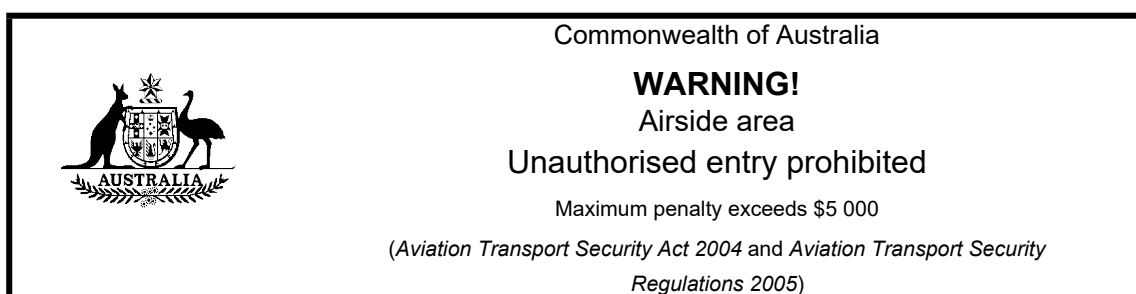 Commonwealth of Australia
WARNING!
Airside area
Unauthorised entry prohibited
AUSTRALIA
Maximum penalty exceeds $5 000
(Aviation Transport Security Act 2004 and Aviation Transport Security
Regulations 2005)